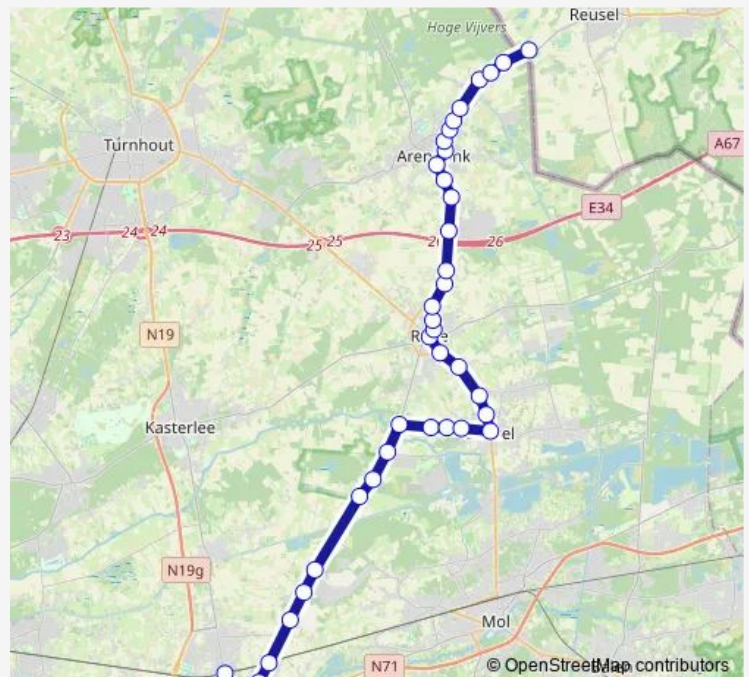 Reusel
Hoge Vijvers
Turnhout
A67
E34
23
24
24
25
25
26
N19
Kasterlee
el
N19g
Mol
N71
© OpenStreetMap contributors